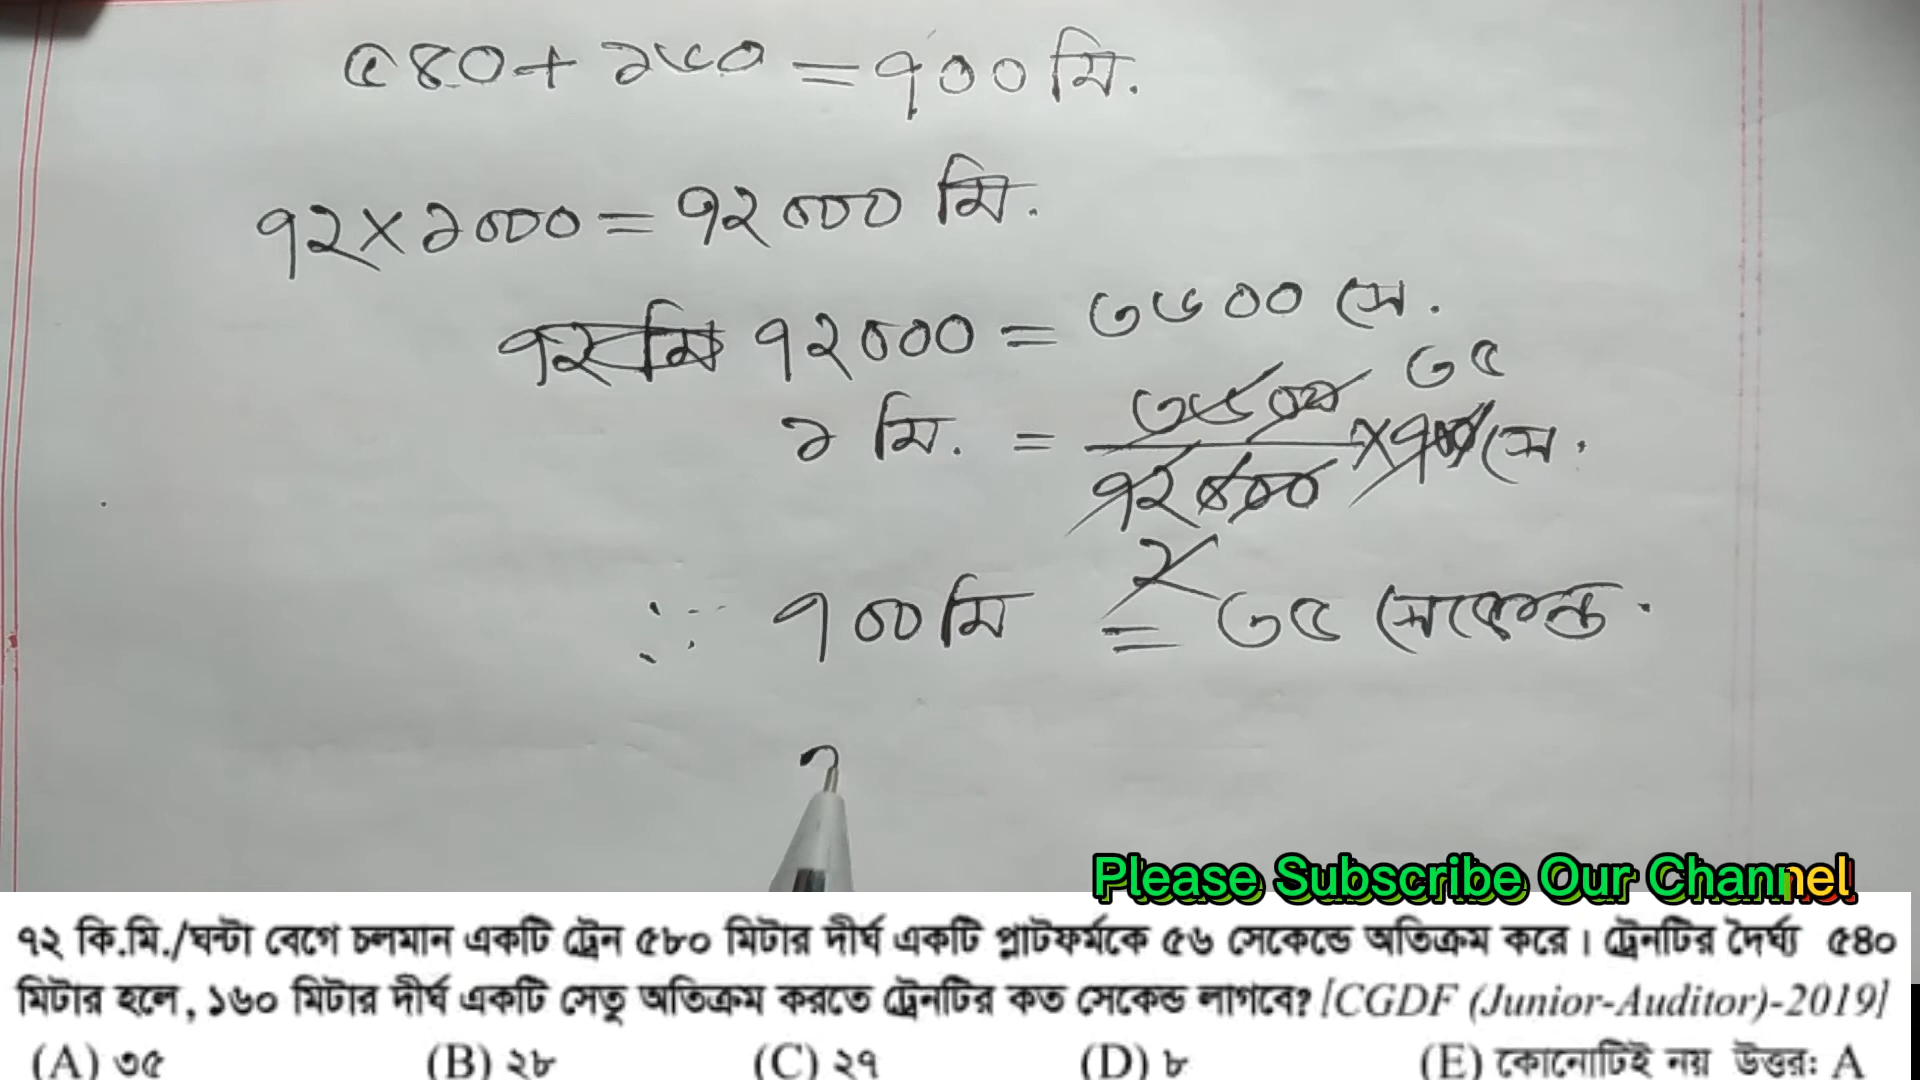 ৫৪০+১৬০ = ৭০০ মি.
৭২×১০০০ = ৭২০০০ মি.
৭২০০০ = ৩৬০০ সে.
৩৫
১ মি. = ৩৬০০/৭২০০০ ×৭০০ সে.
২
∴ ৭০০ মি = ৩৫ সেকেন্ড.
Please Subscribe Our Channel
৭২ কি.মি./ঘন্টা বেগে চলমান একটি ট্রেন ৫৮০ মিটার দীর্ঘ একটি প্লাটফর্মকে ৫৬ সেকেন্ডে অতিক্রম করে। ট্রেনটির দৈর্ঘ্য ৫৪০
মিটার হলে, ১৬০ মিটার দীর্ঘ একটি সেতু অতিক্রম করতে ট্রেনটির কত সেকেন্ড লাগবে? [CGDF (Junior-Auditor)-2019]
(A) ৩৫ (B) ২৮ (C) ২৭ (D) ৮ (E) কোনোটিই নয় উত্তর: A